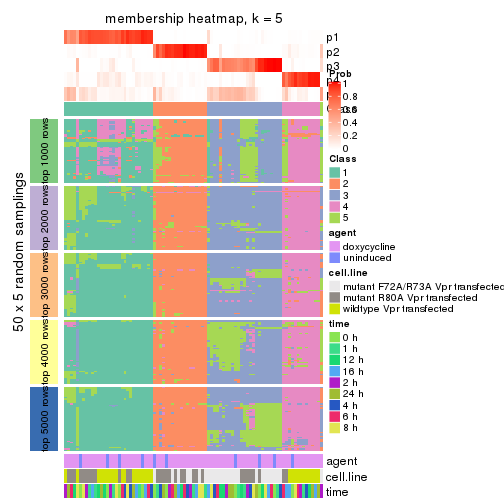 membership heatmap, k = 5
p1
p2
p3
p4
Prob
1
0.8
0.6
0.4
0.2
0
Class
1
2
3
4
5
agent
doxycycline
uninduced
cell.line
mutant F72A/R73A Vpr transfected
mutant R80A Vpr transfected
wildtype Vpr transfected
time
0 h
1 h
12 h
16 h
2 h
24 h
4 h
6 h
8 h
50 x 5 random samplings
top 1000 rows
top 2000 rows
top 3000 rows
top 4000 rows
top 5000 rows
agent
cell.line
time